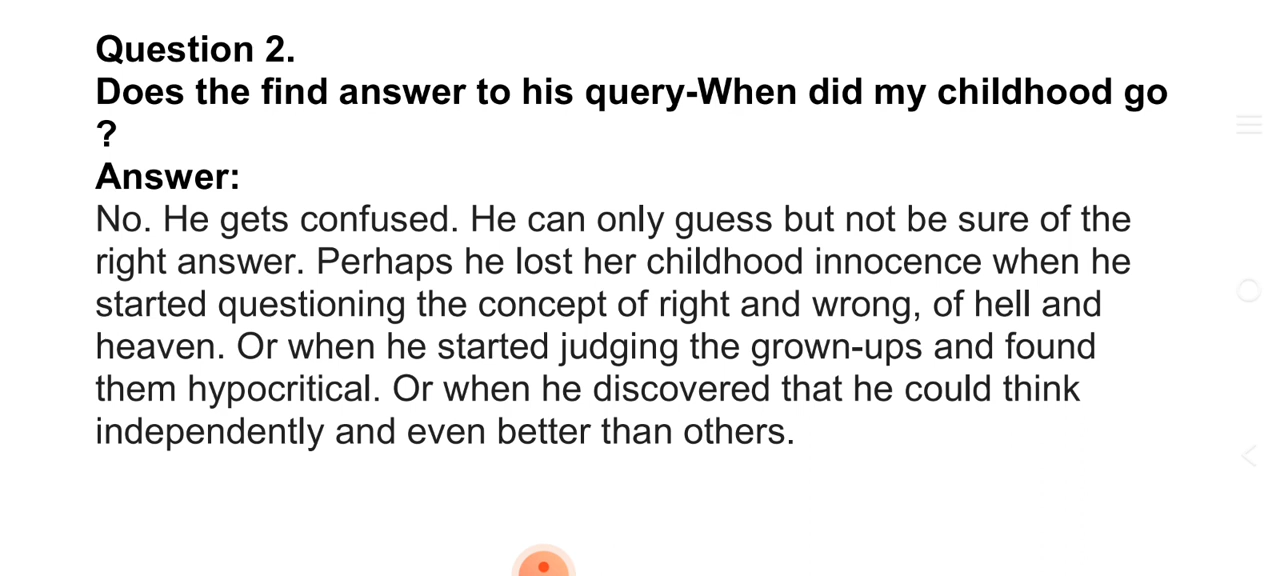 Question 2.
Does the find answer to his query-When did my childhood go
?
Answer:
No. He gets confused. He can only guess but not be sure of the
right answer. Perhaps he lost her childhood innocence when he
started questioning the concept of right and wrong, of hell and
heaven. Or when he started judging the grown-ups and found
them hypocritical. Or when he discovered that he could think
independently and even better than others.